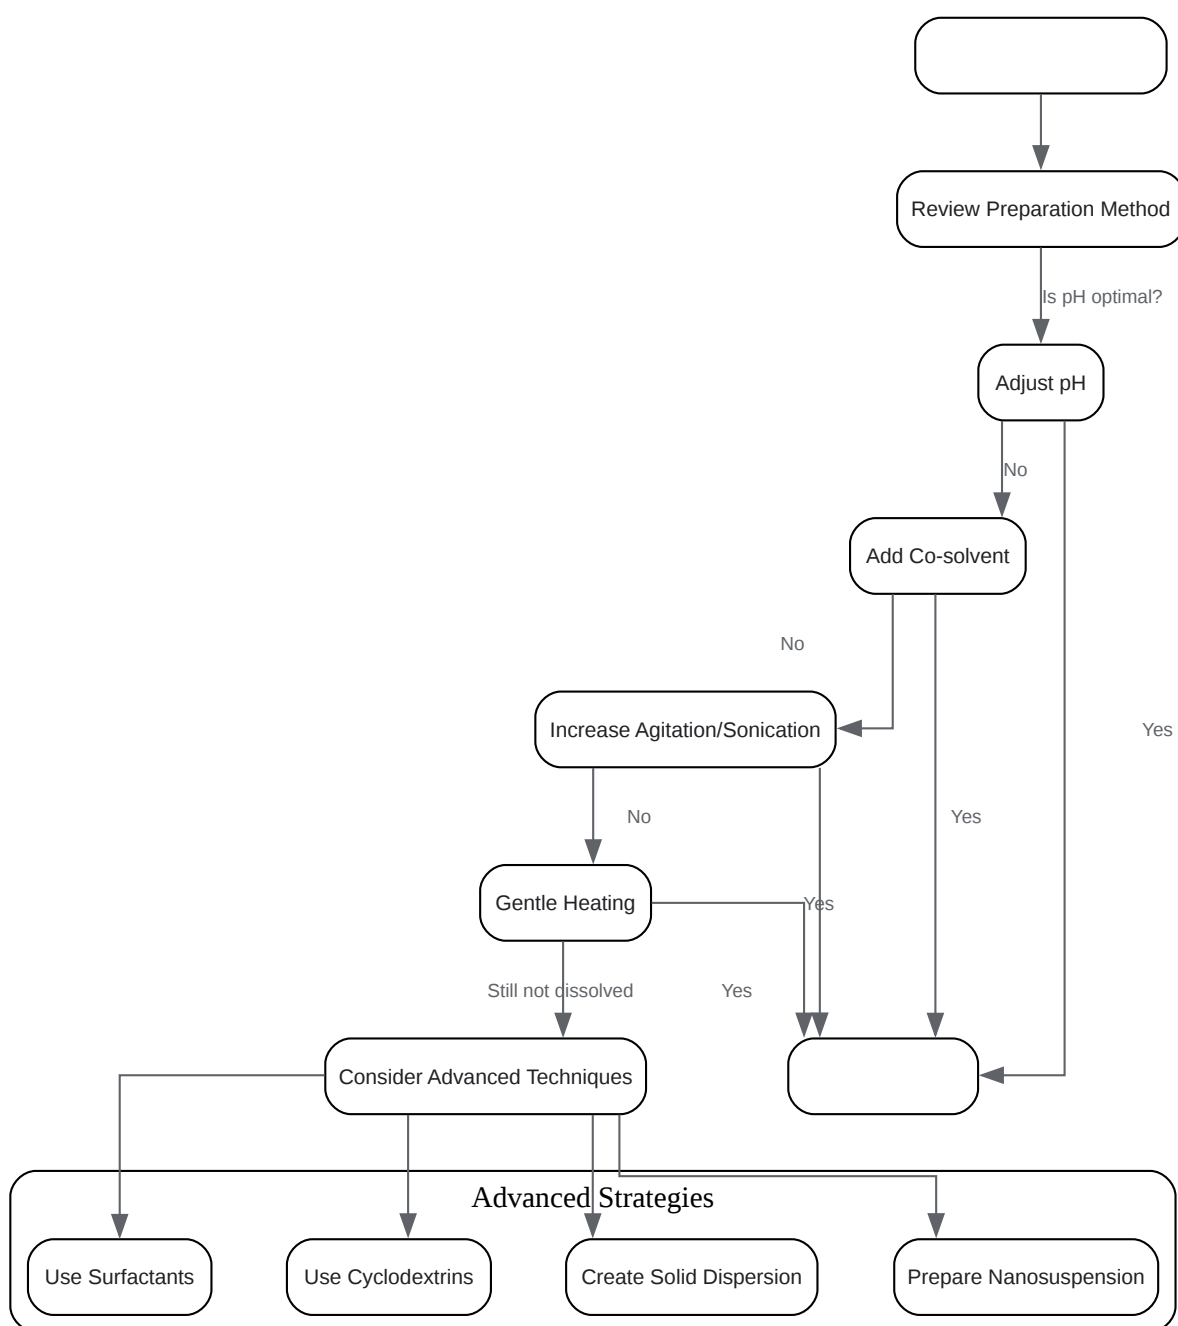 Review Preparation Method
Is pH optimal?
Adjust pH
No
Add Co-solvent
No
Increase Agitation/Sonication
Yes
No
Yes
Gentle Heating
Yes
Still not dissolved
Yes
Consider Advanced Techniques
Advanced Strategies
Use Surfactants
Use Cyclodextrins
Create Solid Dispersion
Prepare Nanosuspension